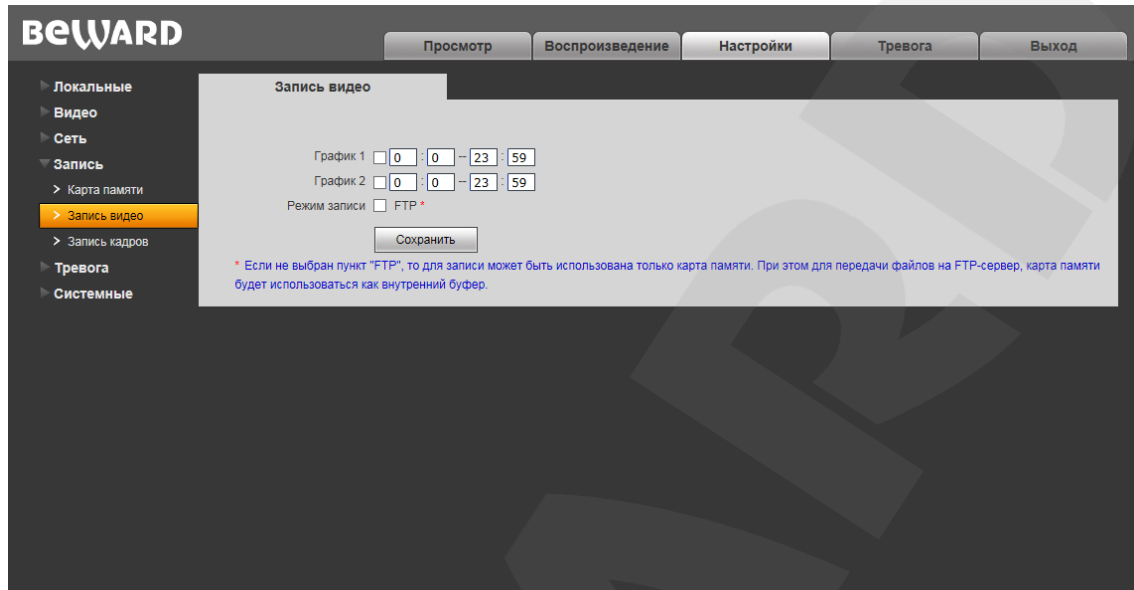 BEWARD
Просмотр Воспроизведение Настройки Тревога Выход
Локальные
Видео
Сеть
Запись
> Карта памяти
> Запись видео
> Запись кадров
Тревога
Системные
Запись видео
График 1 0 : 0 -- 23 : 59
График 2 0 : 0 -- 23 : 59
Режим записи FTP *
Сохранить
* Если не выбран пункт "FTP", то для записи может быть использована только карта памяти. При этом для передачи файлов на FTP-сервер, карта памяти
будет использоваться как внутренний буфер.